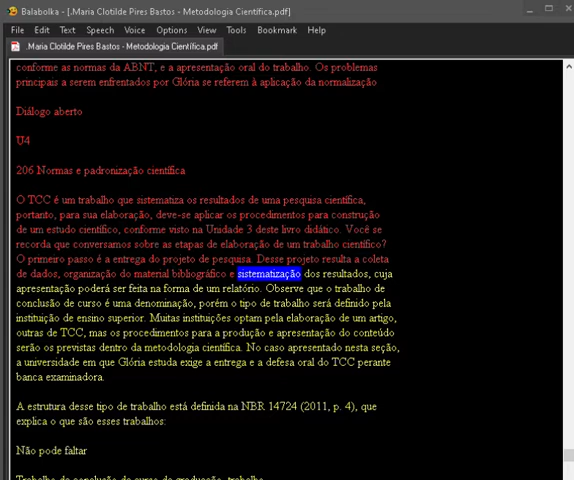 Balabolka - [.Maria Clotilde Pires Bastos - Metodologia Científica.pdf]
File Edit Text Speech Voice Options View Tools Bookmark Help
.Maria Clotilde Pires Bastos - Metodologia Científica.pdf
conforme as normas da ABNT, e a apresentação oral do trabalho. Os problemas
principais a serem enfrentados por Glória se referem à aplicação da normalização
Diálogo aberto
U4
206 Normas e padronização científica
O TCC é um trabalho que sistematiza os resultados de uma pesquisa científica,
portanto, para sua elaboração, deve-se aplicar os procedimentos para construção
de um estudo científico, conforme visto na Unidade 3 deste livro didático. Você se
recorda que conversamos sobre as etapas de elaboração de um trabalho científico?
O primeiro passo é a entrega do projeto de pesquisa. Desse projeto resulta a coleta
de dados, organização do material bibliográfico e sistematização dos resultados, cuja
apresentação poderá ser feita na forma de um relatório. Observe que o trabalho de
conclusão de curso é uma denominação, porém o tipo de trabalho será definido pela
instituição de ensino superior. Muitas instituições optam pela elaboração de um artigo,
outras de TCC, mas os procedimentos para a produção e apresentação do conteúdo
serão os previstas dentro da metodologia científica. No caso apresentado nesta seção,
a universidade em que Glória estuda exige a entrega e a defesa oral do TCC perante
banca examinadora.
A estrutura desse tipo de trabalho está definida na NBR 14724 (2011, p. 4), que
explica o que são esses trabalhos:
Não pode faltar
Trabalho de conclusão de curso de graduação, trabalho